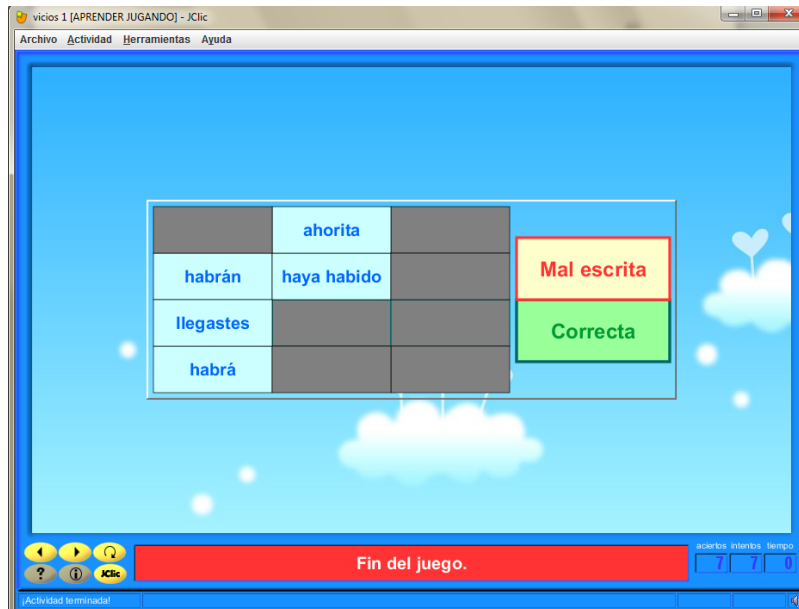 vicios 1 [APRENDER JUGANDO] - JClic
Archivo Actividad Herramientas Ayuda
ahorita
habrán haya habido
llegastes
habrá
Mal escrita
Correcta
Fin del juego.
aciertos intentos tiempo
7 7 0
? i JClic
¡Actividad terminada!